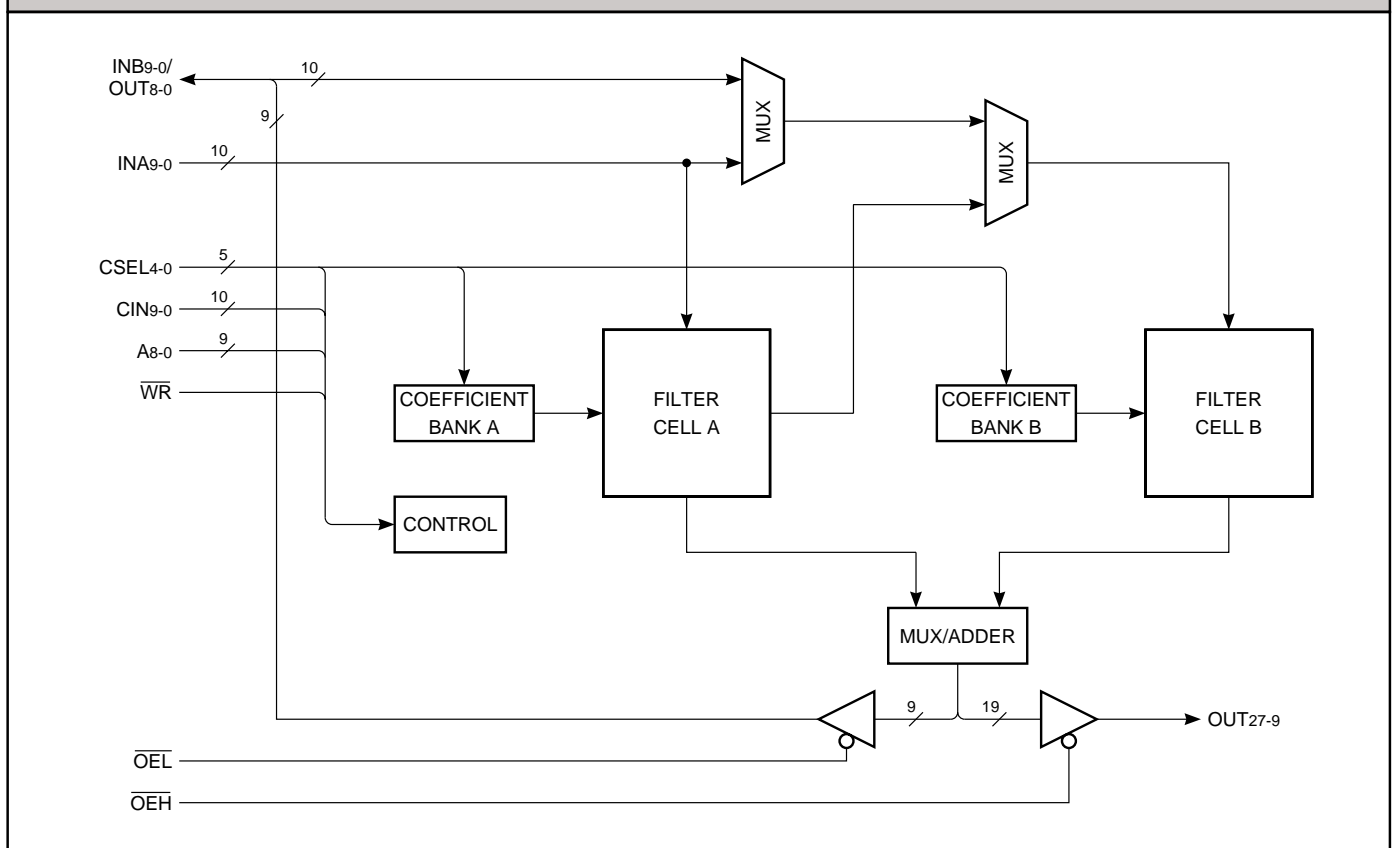 INB9-0/
OUT8-0
10
9
MUX
MUX
INA9-0
10
CSEL4-0
5
CIN9-0
10
A8-0
9
WR
COEFFICIENT
BANK A
FILTER
CELL A
COEFFICIENT
BANK B
FILTER
CELL B
CONTROL
MUX/ADDER
9
19
OUT27-9
OEL
OEH